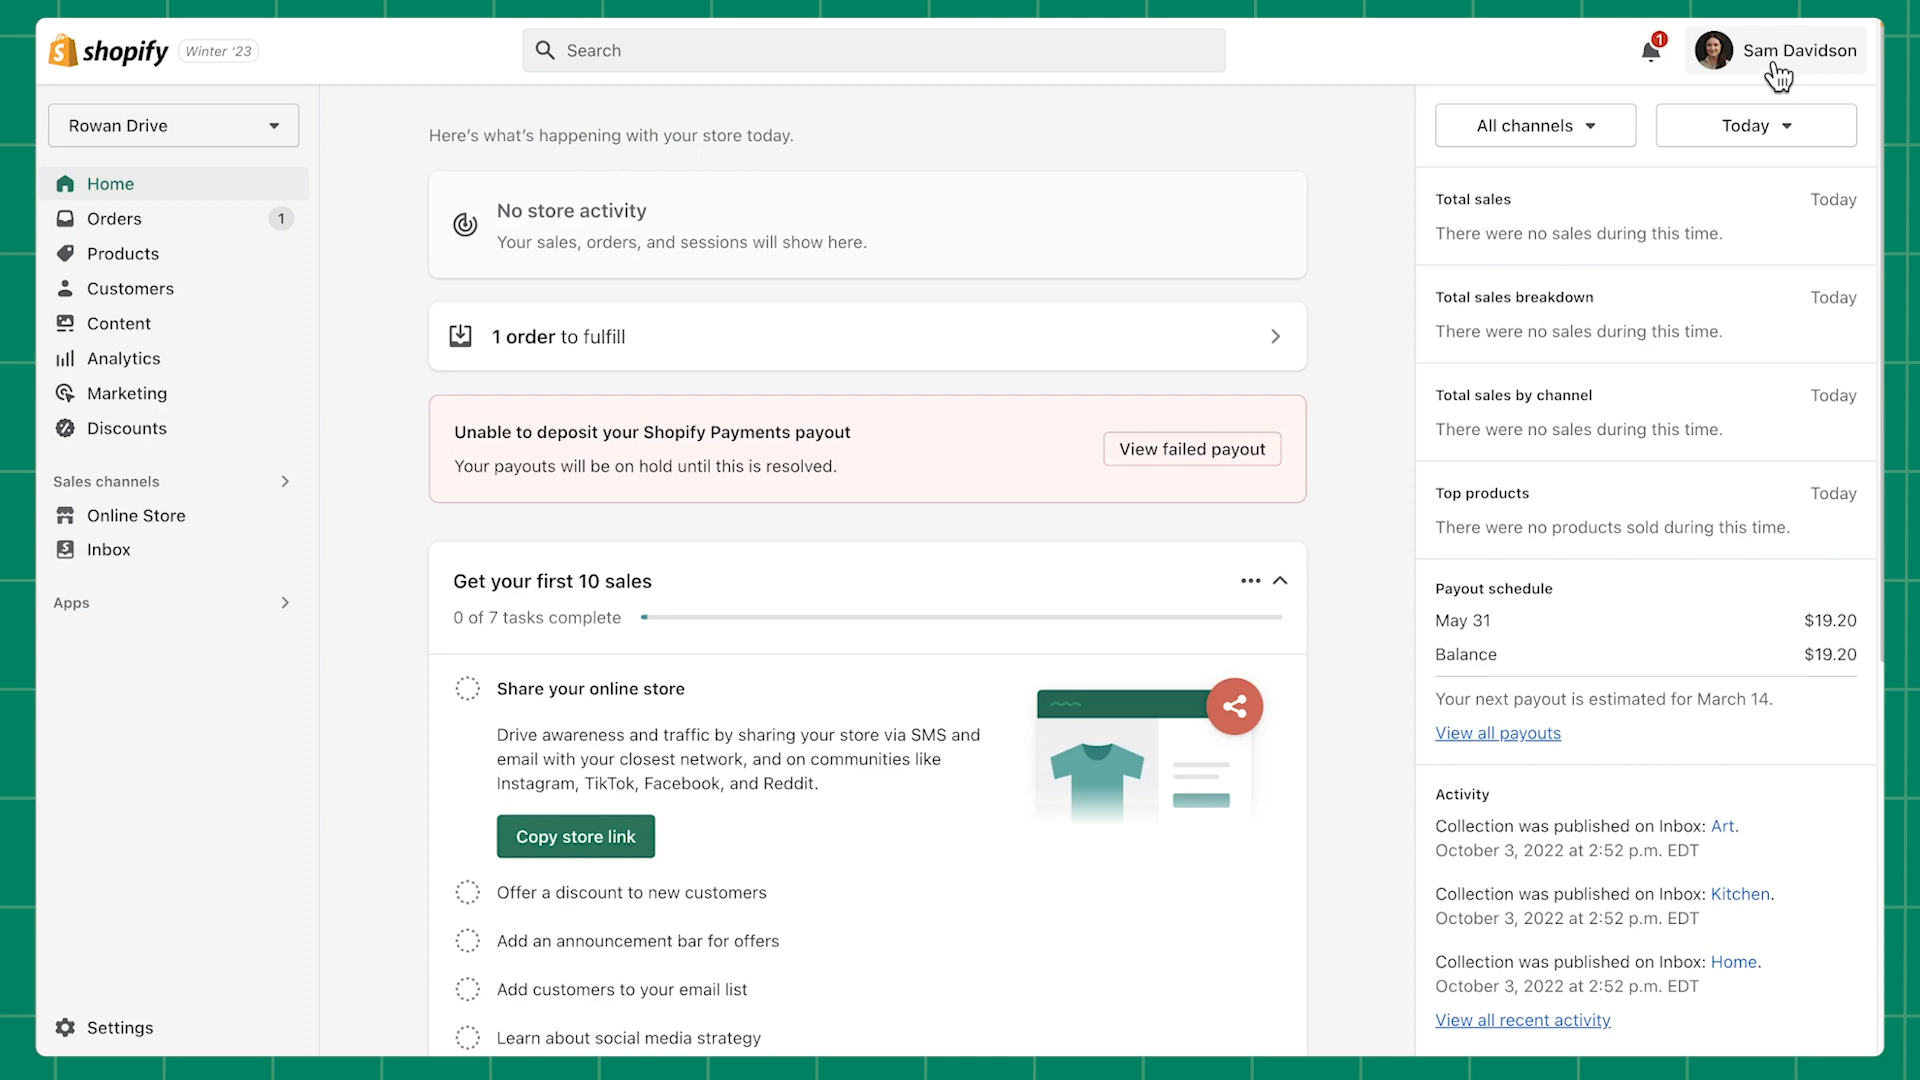 shopify
Winter '23
Search
1
Sam Davidson
Rowan Drive
Home
Orders
1
Products
Customers
Content
Analytics
Marketing
Discounts
Sales channels
Online Store
Inbox
Apps
Settings
Here's what's happening with your store today.
No store activity
Your sales, orders, and sessions will show here.
1 order to fulfill
Unable to deposit your Shopify Payments payout
Your payouts will be on hold until this is resolved.
View failed payout
Get your first 10 sales
0 of 7 tasks complete
Share your online store
Drive awareness and traffic by sharing your store via SMS and
email with your closest network, and on communities like
Instagram, TikTok, Facebook, and Reddit.
Copy store link
Offer a discount to new customers
Add an announcement bar for offers
Add customers to your email list
Learn about social media strategy
All channels
Today
Total sales
Today
There were no sales during this time.
Total sales breakdown
Today
There were no sales during this time.
Total sales by channel
Today
There were no sales during this time.
Top products
Today
There were no products sold during this time.
Payout schedule
May 31
$19.20
Balance
$19.20
Your next payout is estimated for March 14.
View all payouts
Activity
Collection was published on Inbox: Art.
October 3, 2022 at 2:52 p.m. EDT
Collection was published on Inbox: Kitchen.
October 3, 2022 at 2:52 p.m. EDT
Collection was published on Inbox: Home.
October 3, 2022 at 2:52 p.m. EDT
View all recent activity